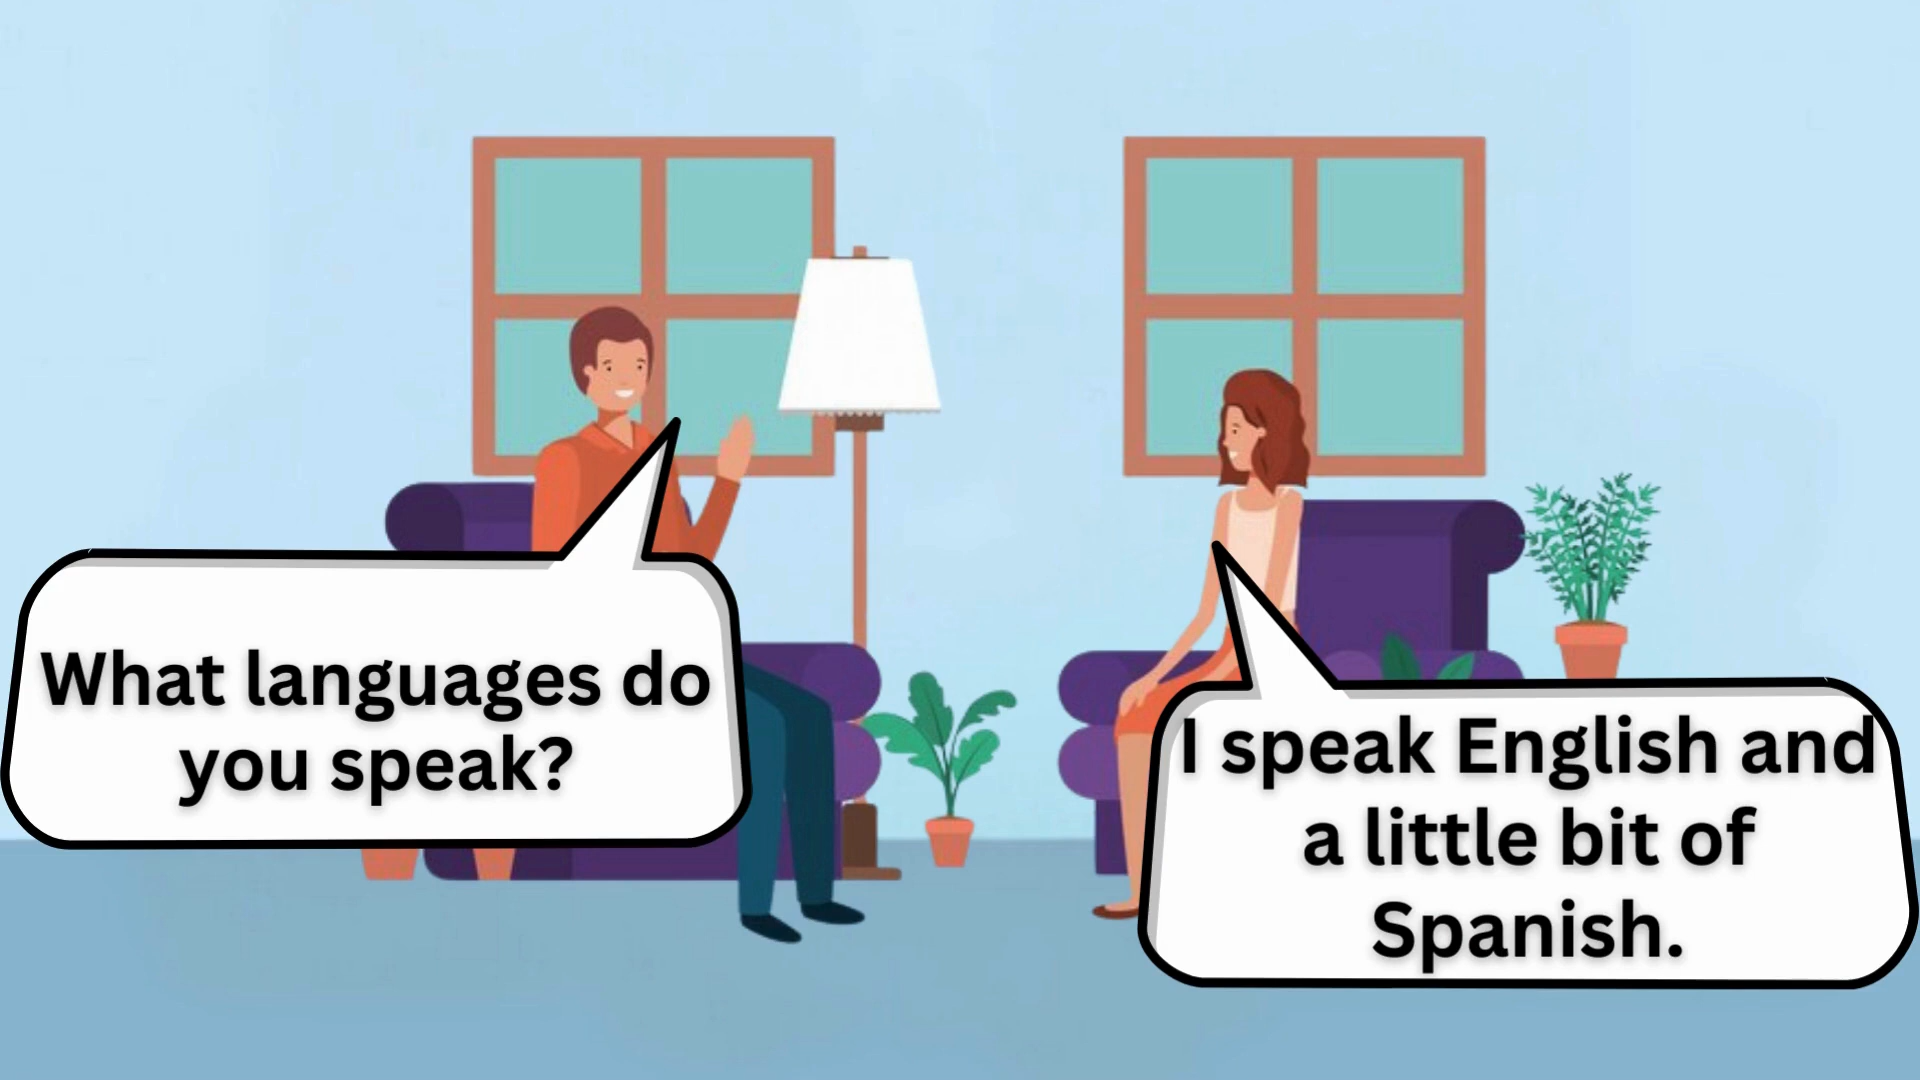 What languages do
you speak?
I speak English and
a little bit of
Spanish.